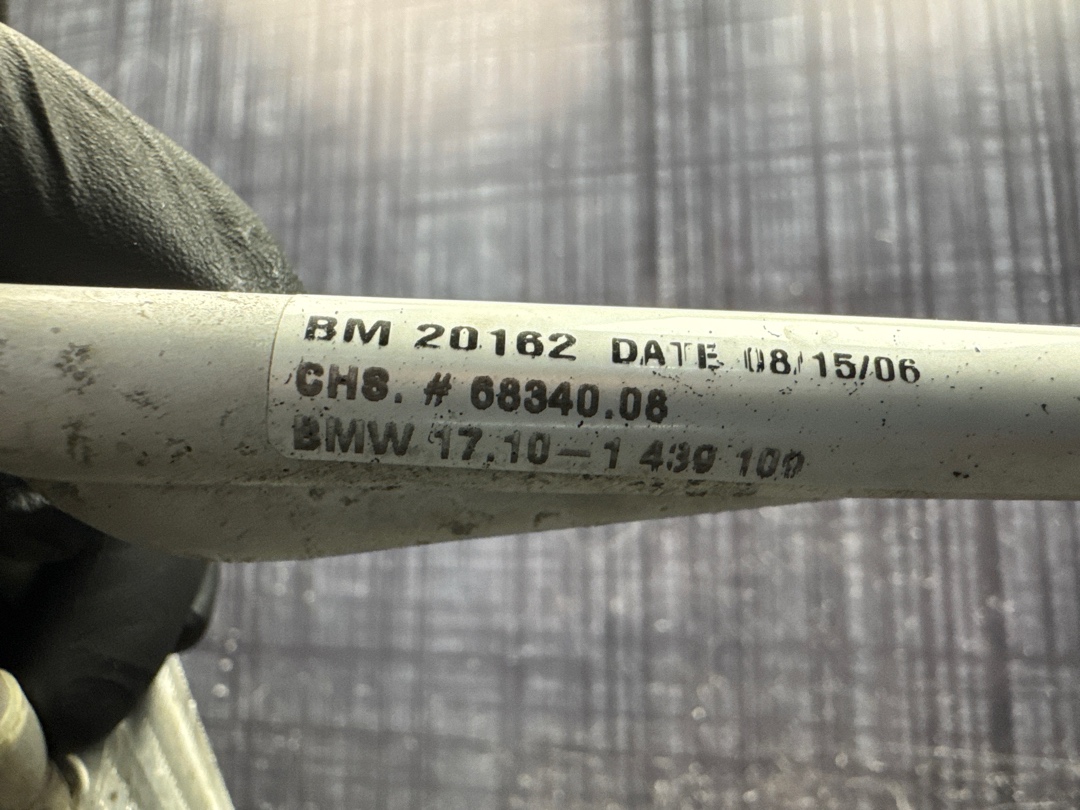 BM 20162 DATE 08/15/06
CHS. # 68340.08
BMW 17.10-1 439 100